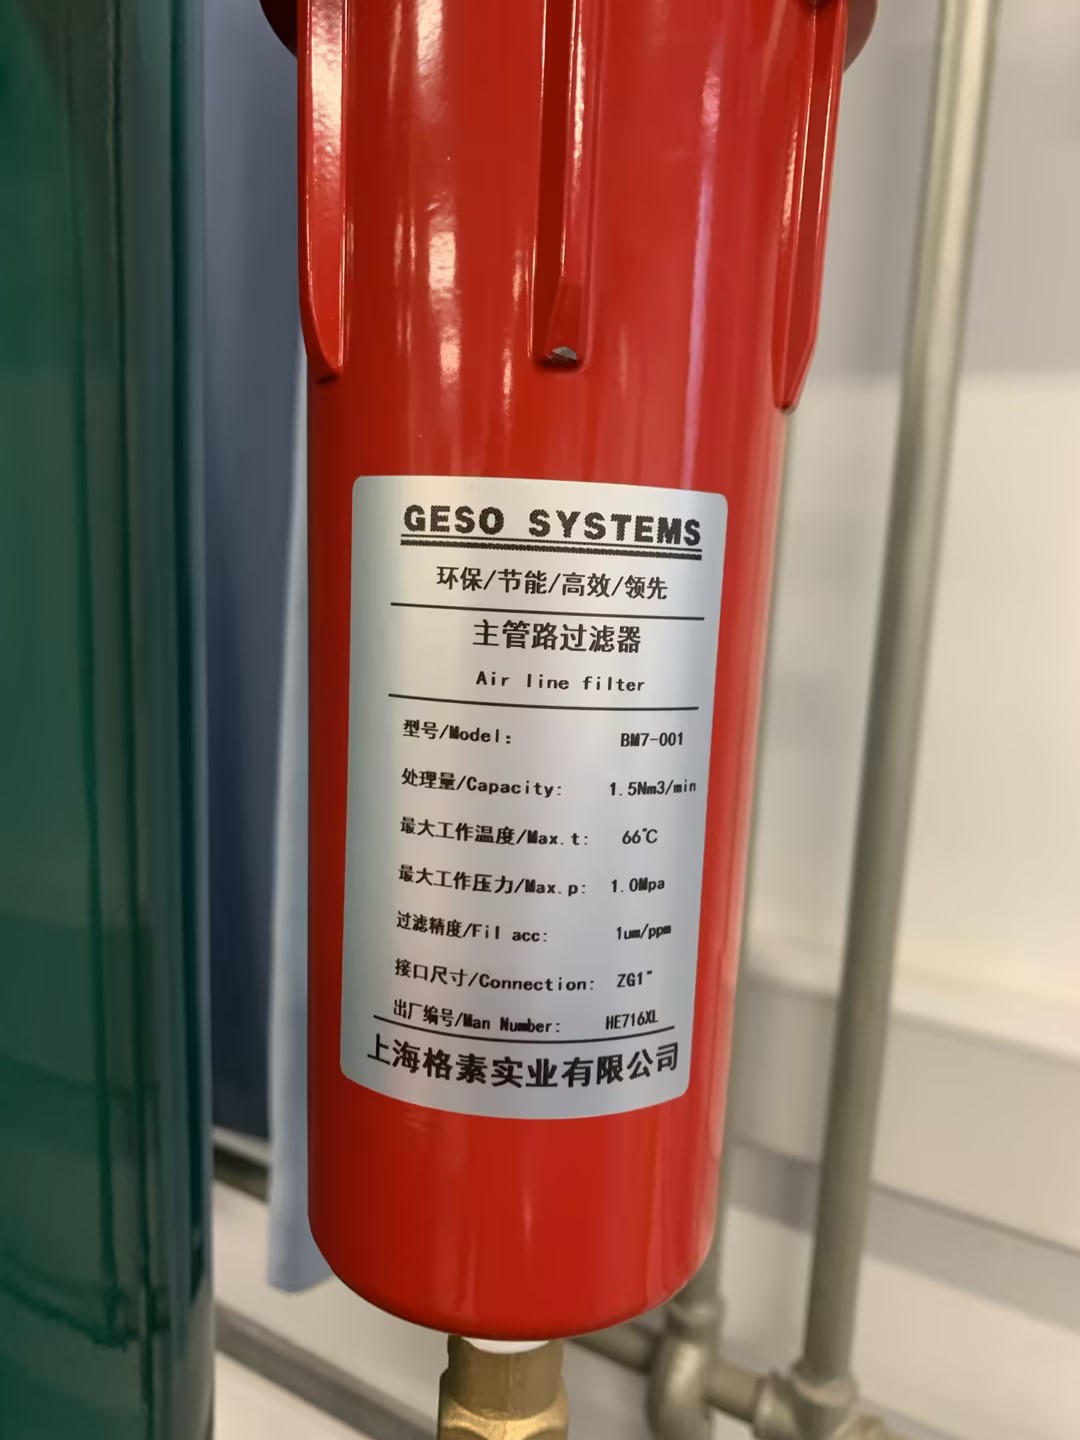 GESO SYSTEMS
环保/节能/高效/领先
主管路过滤器
Air line filter
型号/Model: BM7-001
处理量/Capacity: 1.5Nm3/min
最大工作温度/Max.t: 66℃
最大工作压力/Max.p: 1.0Mpa
过滤精度/Fil acc: 1um/ppm
接口尺寸/Connection: ZG1"
出厂编号/Man Number: HE716XL
上海格素实业有限公司